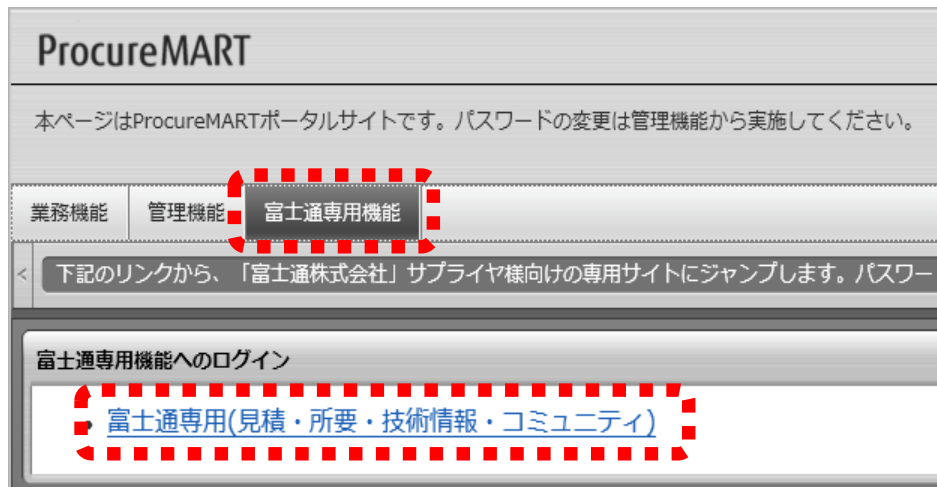 ProcureMART
本ページはProcureMARTポータルサイトです。パスワードの変更は管理機能から実施してください。
業務機能 管理機能 富士通専用機能
< 下記のリンクから、「富士通株式会社」サプライヤ様向けの専用サイトにジャンプします。パスワー
富士通専用機能へのログイン
• 富士通専用(見積・所要・技術情報・コミュニティ)